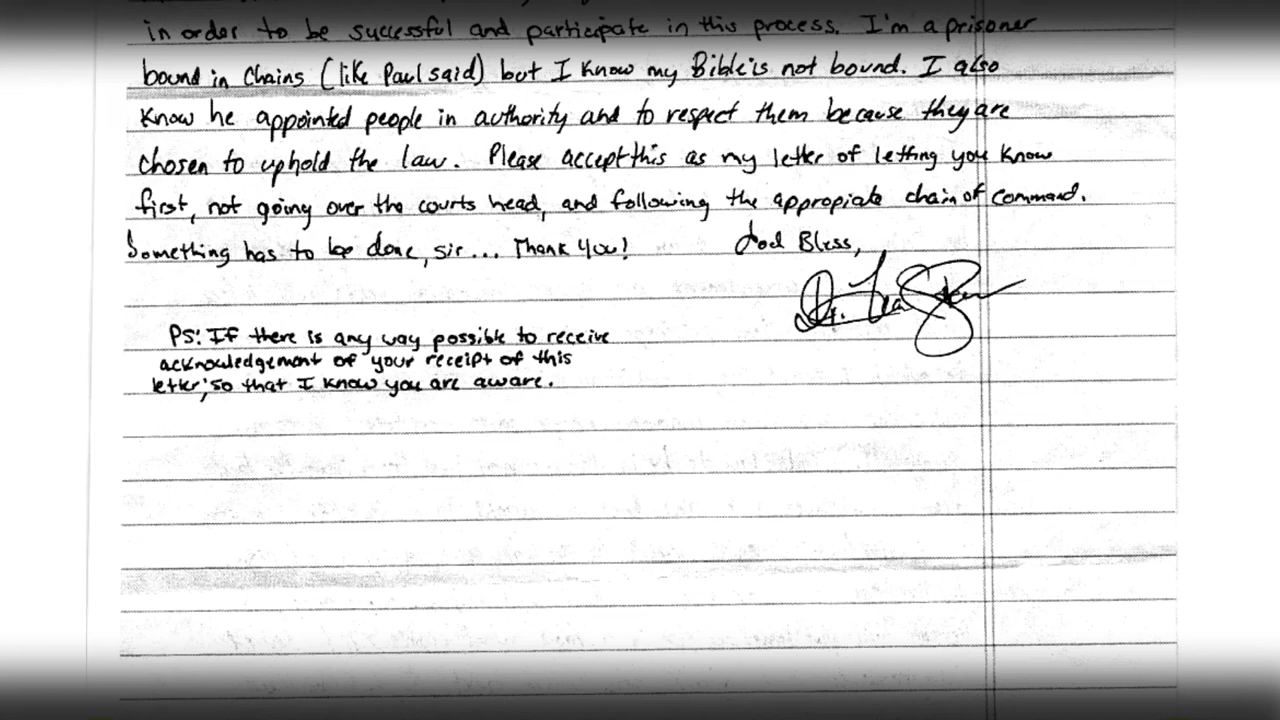 in order to be successful and participate in this process. I'm a prisoner
bound in chains (like Paul said) but I know my Bible is not bound. I also
know he appointed people in authority and to respect them because they are
chosen to uphold the law. Please accept this as my letter of letting you know
first, not going over the courts head, and following the appropiate chain of command.
Something has to be done, sir... Thank you!
God Bless,
PS: If there is any way possible to receive
acknowledgement of your receipt of this
letter, so that I know you are aware.